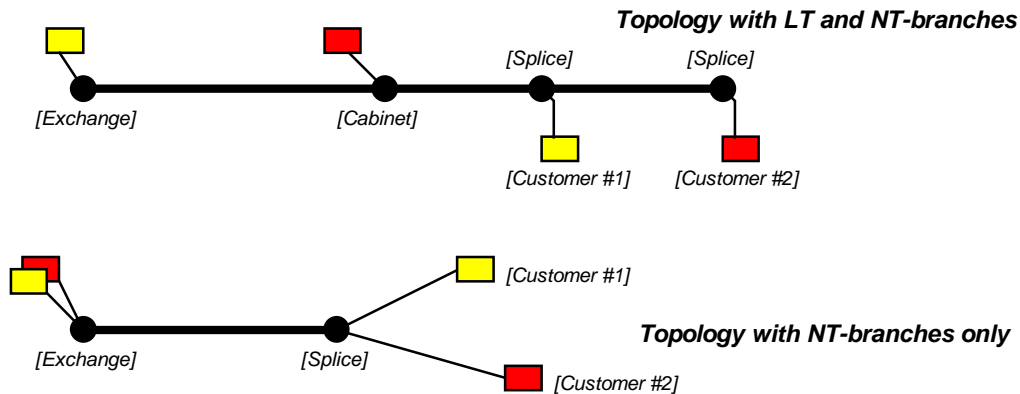 Topology with LT and NT-branches
[Splice]
[Splice]
[Exchange]
[Cabinet]
[Customer #1]
[Customer #2]
[Customer #1]
Topology with NT-branches only
[Exchange]
[Splice]
[Customer #2]